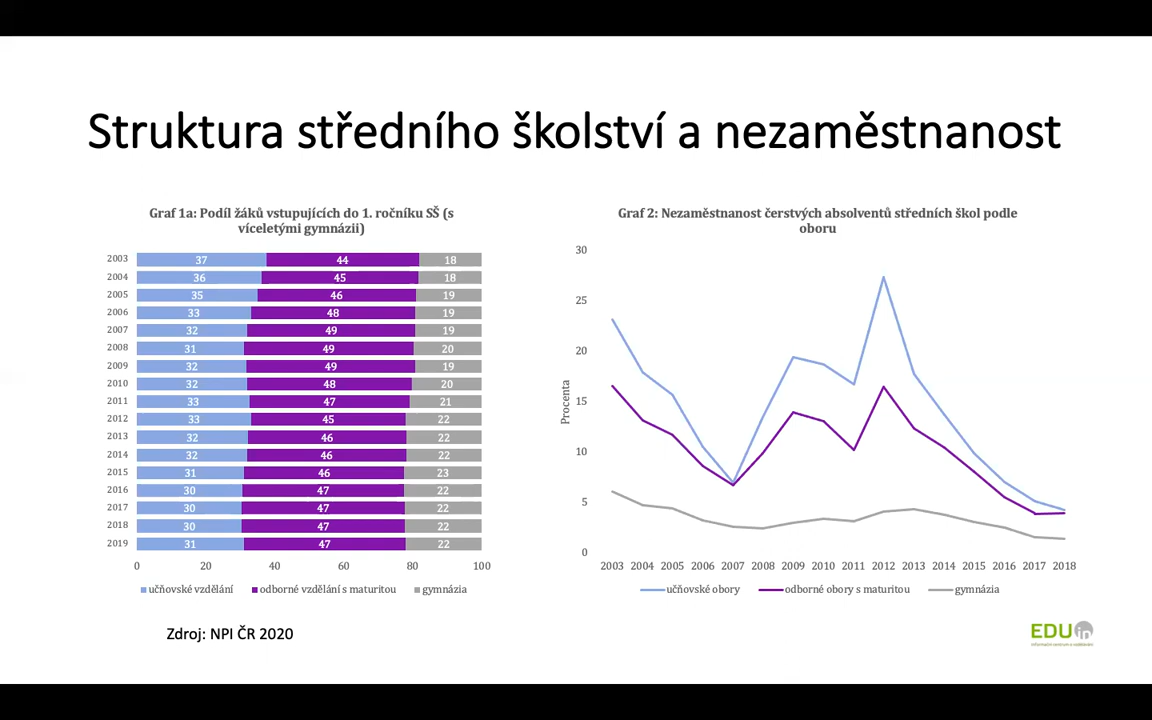 Struktura středního školství a nezaměstnanost
Graf 1a: Podíl žáků vstupujících do 1. ročníku SŠ (s
víceletými gymnázii)
2003 37 44 18
2004 36 45 18
2005 35 46 19
2006 33 48 19
2007 32 49 19
2008 31 49 20
2009 32 49 19
2010 32 48 20
2011 33 47 21
2012 33 45 22
2013 32 46 22
2014 32 46 22
2015 31 46 23
2016 30 47 22
2017 30 47 22
2018 30 47 22
2019 31 47 22
0 20 40 60 80 100
učňovské vzdělání odborné vzdělání s maturitou gymnázia
Graf 2: Nezaměstnanost čerstvých absolventů středních škol podle
oboru
Procenta
30
25
20
15
10
5
0
2003 2004 2005 2006 2007 2008 2009 2010 2011 2012 2013 2014 2015 2016 2017 2018
učňovské obory odborné obory s maturitou gymnázia
Zdroj: NPI ČR 2020
EDUin
informační centrum o vzdělávání